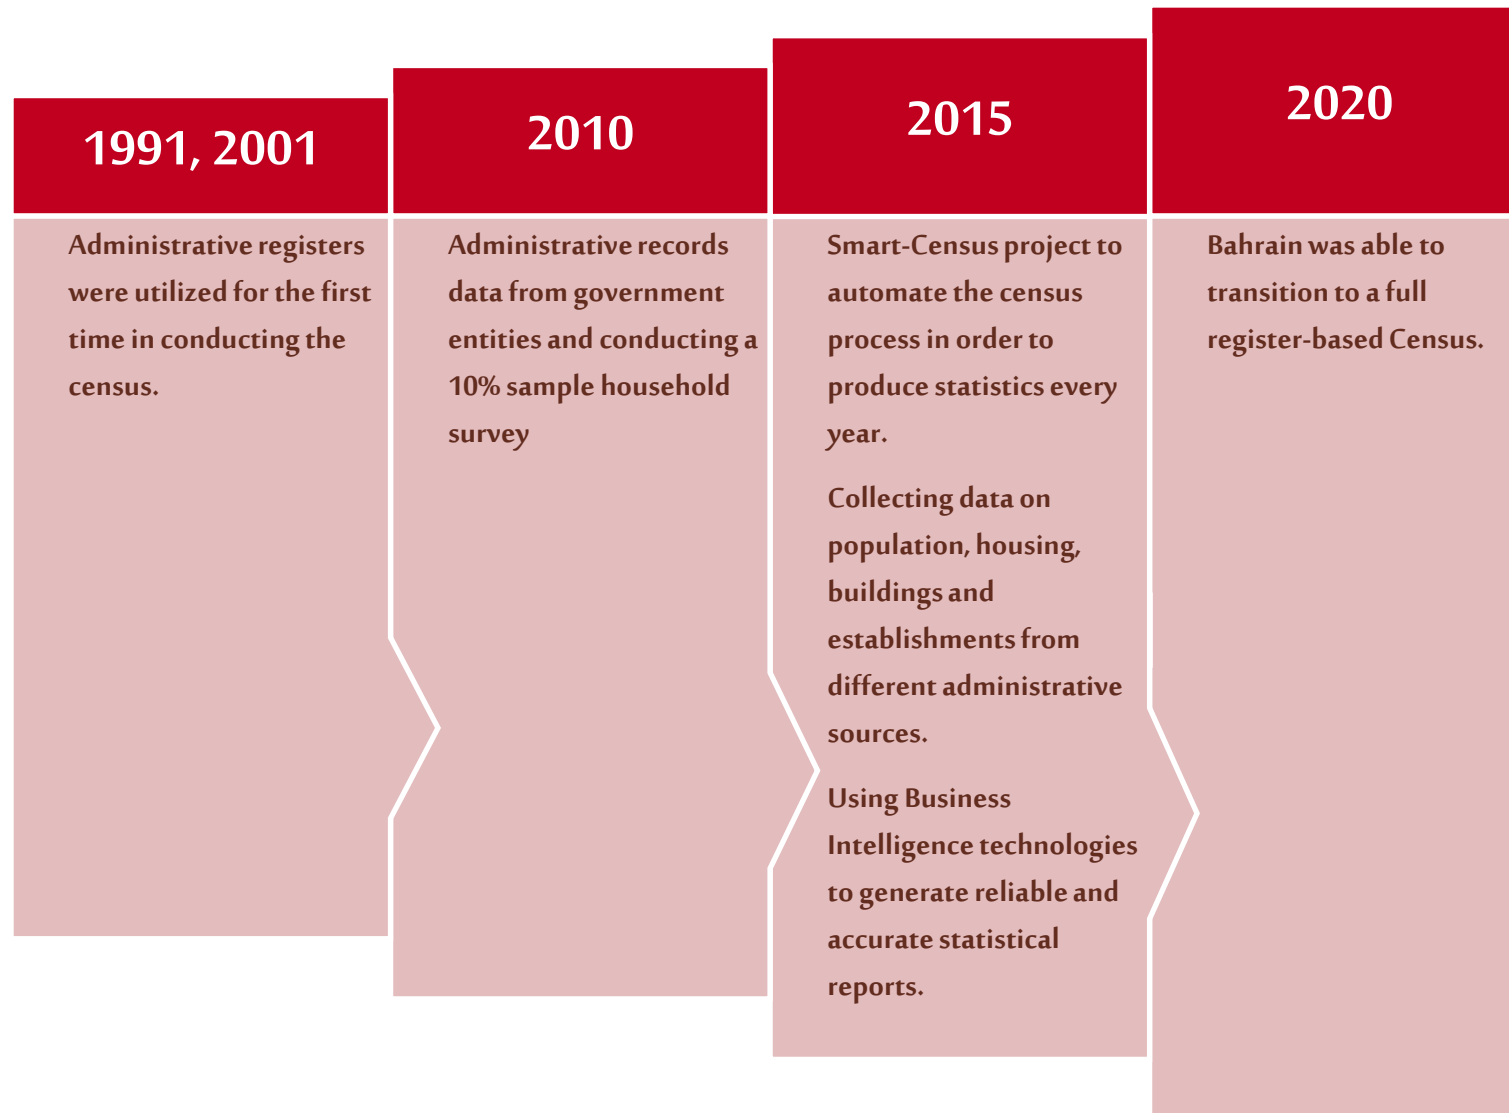 1991, 2001
Administrative registers
were utilized for the first
time in conducting the
census.
2010
Administrative records
data from government
entities and conducting a
10% sample household
survey
2015
Smart-Census project to
automate the census
process in order to
produce statistics every
year.
Collecting data on
population, housing,
buildings and
establishments from
different administrative
sources.
Using Business
Intelligence technologies
to generate reliable and
accurate statistical
reports.
2020
Bahrain was able to
transition to a full
register-based Census.